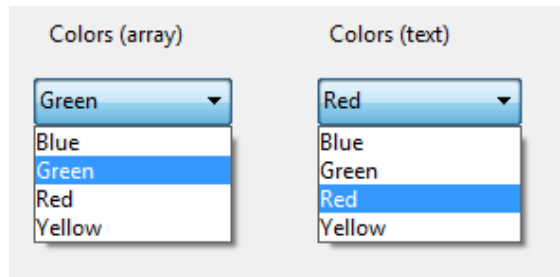 Colors (array)
Colors (text)
Green
Red
Blue
Green
Red
Yellow
Blue
Green
Red
Yellow